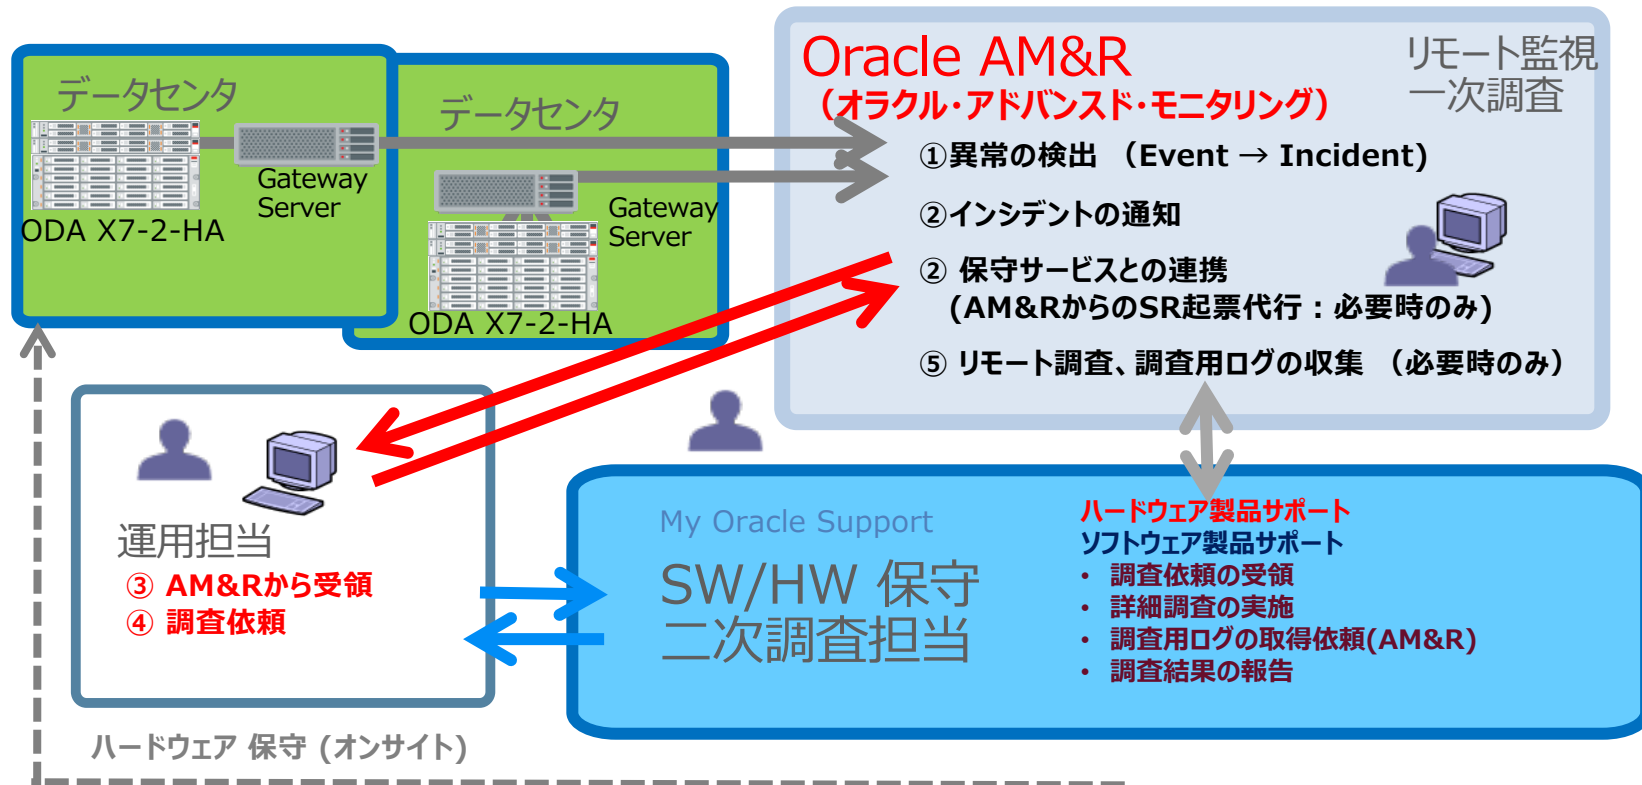 データセンタ
Gateway
Server
ODA X7-2-HA
データセンタ
Gateway
Server
ODA X7-2-HA
Oracle AM&R
（オラクル・アドバンスド・モニタリング）
リモート監視
一次調査
①異常の検出 （Event → Incident)
②インシデントの通知
② 保守サービスとの連携
(AM&RからのSR起票代行：必要時のみ)
⑤ リモート調査、調査用ログの収集 （必要時のみ）
運用担当
③ AM&Rから受領
④ 調査依頼
My Oracle Support
SW/HW 保守
二次調査担当
ハードウェア製品サポート
ソフトウェア製品サポート
• 調査依頼の受領
• 詳細調査の実施
• 調査用ログの取得依頼(AM&R)
• 調査結果の報告
ハードウェア 保守 (オンサイト)